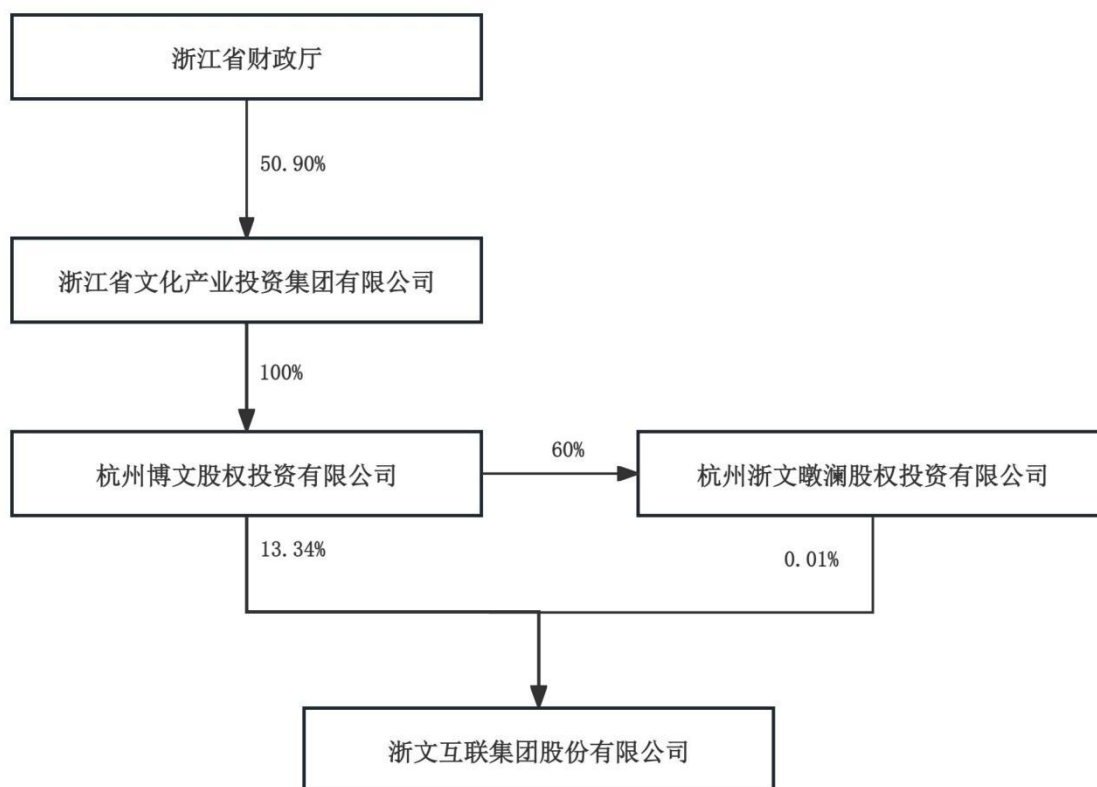 浙江省财政厅
50.90%
浙江省文化产业投资集团有限公司
100%
杭州博文股权投资有限公司
60%
杭州浙文暾澜股权投资有限公司
13.34%
0.01%
浙文互联集团股份有限公司